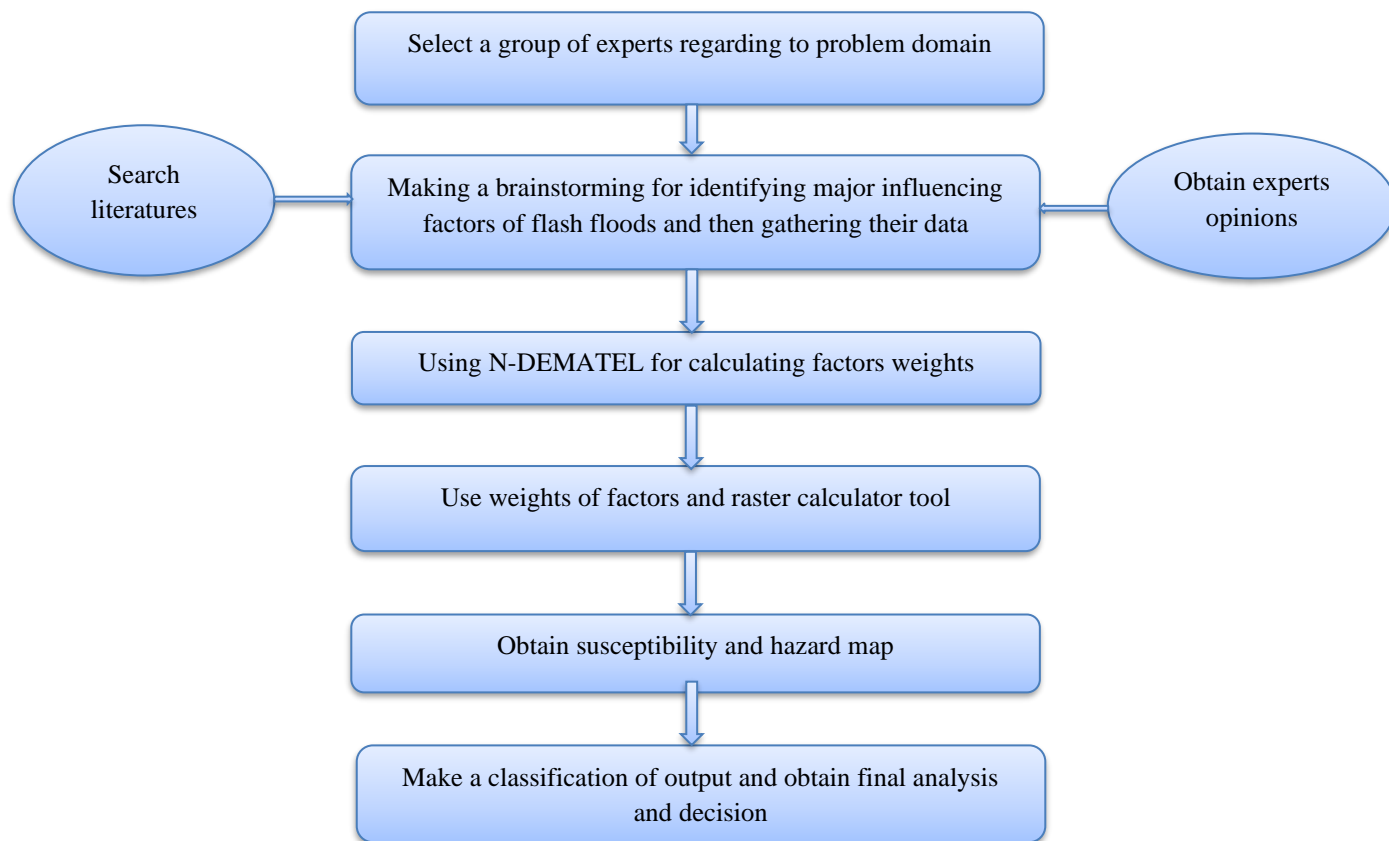 Select a group of experts regarding to problem domain
Search
literatures
Making a brainstorming for identifying major influencing
factors of flash floods and then gathering their data
Obtain experts
opinions
Using N-DEMATEL for calculating factors weights
Use weights of factors and raster calculator tool
Obtain susceptibility and hazard map
Make a classification of output and obtain final analysis
and decision